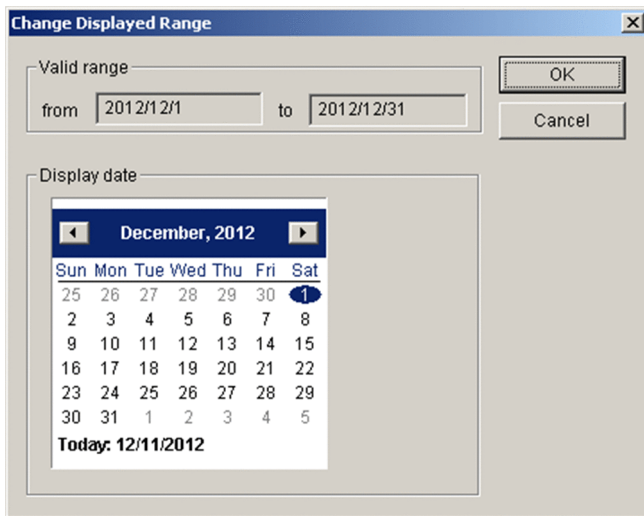 Change Displayed Range
Valid range
from 2012/12/1 to 2012/12/31
OK
Cancel
Display date
December, 2012
Sun Mon Tue Wed Thu Fri Sat
25 26 27 28 29 30 1
2 3 4 5 6 7 8
9 10 11 12 13 14 15
16 17 18 19 20 21 22
23 24 25 26 27 28 29
30 31 1 2 3 4 5
Today: 12/11/2012